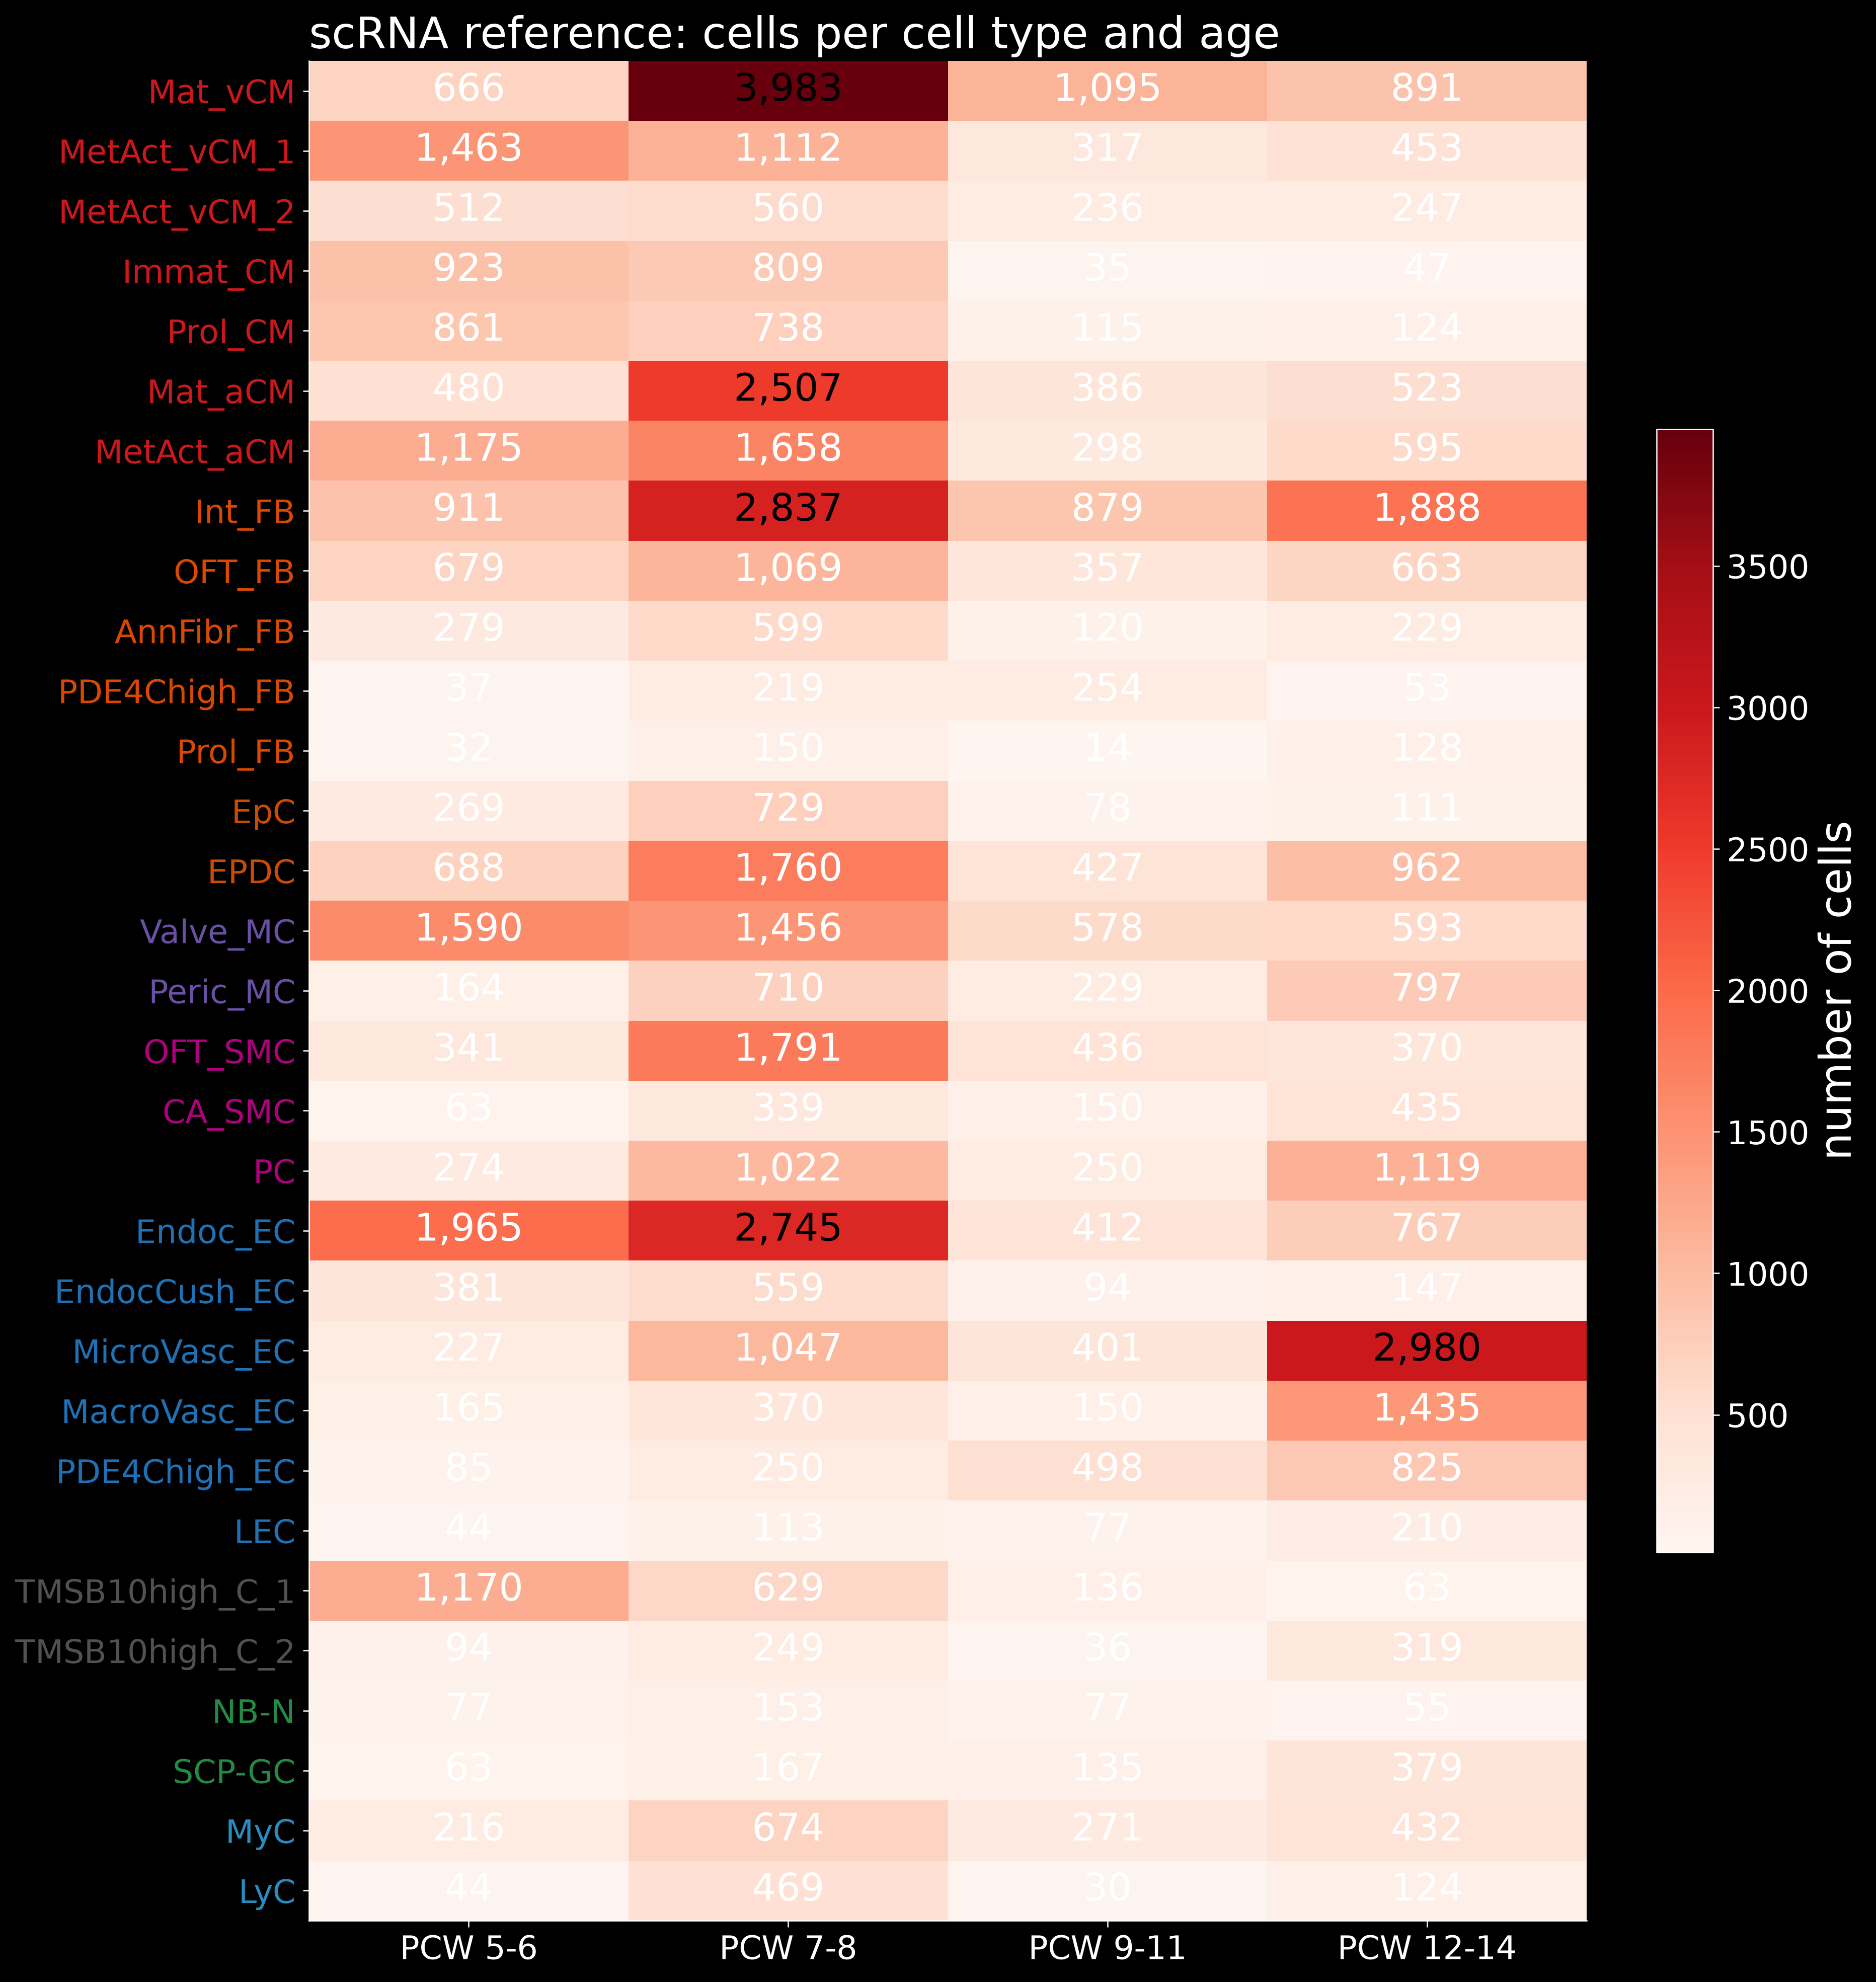 scRNA reference: cells per cell type and age
Mat_vCM 666 3,983 1,095 891
MetAct_vCM_1 1,463 1,112 317 453
MetAct_vCM_2 512 560 236 247
Immat_CM 923 809 35 47
Prol_CM 861 738 115 124
Mat_aCM 480 2,507 386 523
MetAct_aCM 1,175 1,658 298 595
Int_FB 911 2,837 879 1,888
OFT_FB 679 1,069 357 663
AnnFibr_FB 279 599 120 229
PDE4Chigh_FB 37 219 254 53
Prol_FB 32 150 14 128
EpC 269 729 78 111
EPDC 688 1,760 427 962
Valve_MC 1,590 1,456 578 593
Peric_MC 164 710 229 797
OFT_SMC 341 1,791 436 370
CA_SMC 63 339 150 435
PC 274 1,022 250 1,119
Endoc_EC 1,965 2,745 412 767
EndocCush_EC 381 559 94 147
MicroVasc_EC 227 1,047 401 2,980
MacroVasc_EC 165 370 150 1,435
PDE4Chigh_EC 85 250 498 825
LEC 44 113 77 210
TMSB10high_C_1 1,170 629 136 63
TMSB10high_C_2 94 249 36 319
NB-N 77 153 77 55
SCP-GC 63 167 135 379
MyC 216 674 271 432
LyC 44 469 30 124
PCW 5-6 PCW 7-8 PCW 9-11 PCW 12-14
3500
3000
2500
2000
1500
1000
500
number of cells